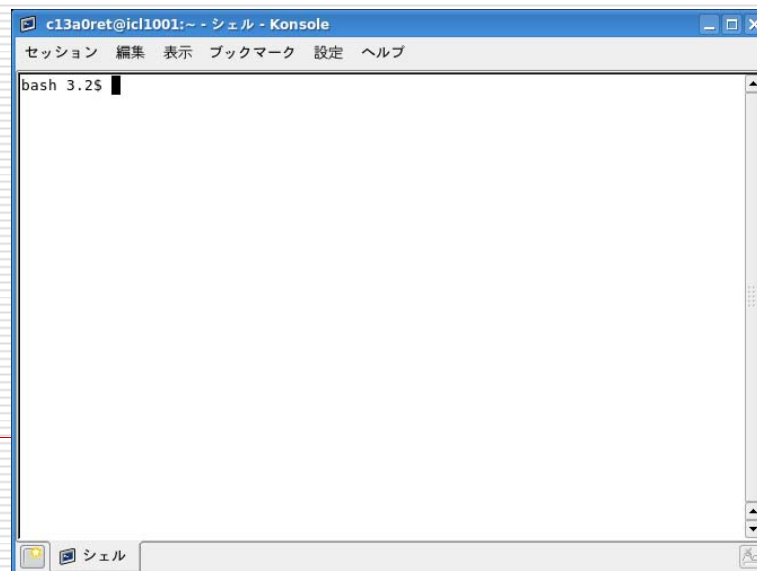 c13a0ret@icl1001:~ - シェル - Konsole
セッション 編集 表示 ブックマーク 設定 ヘルプ
bash 3.2$
シェル